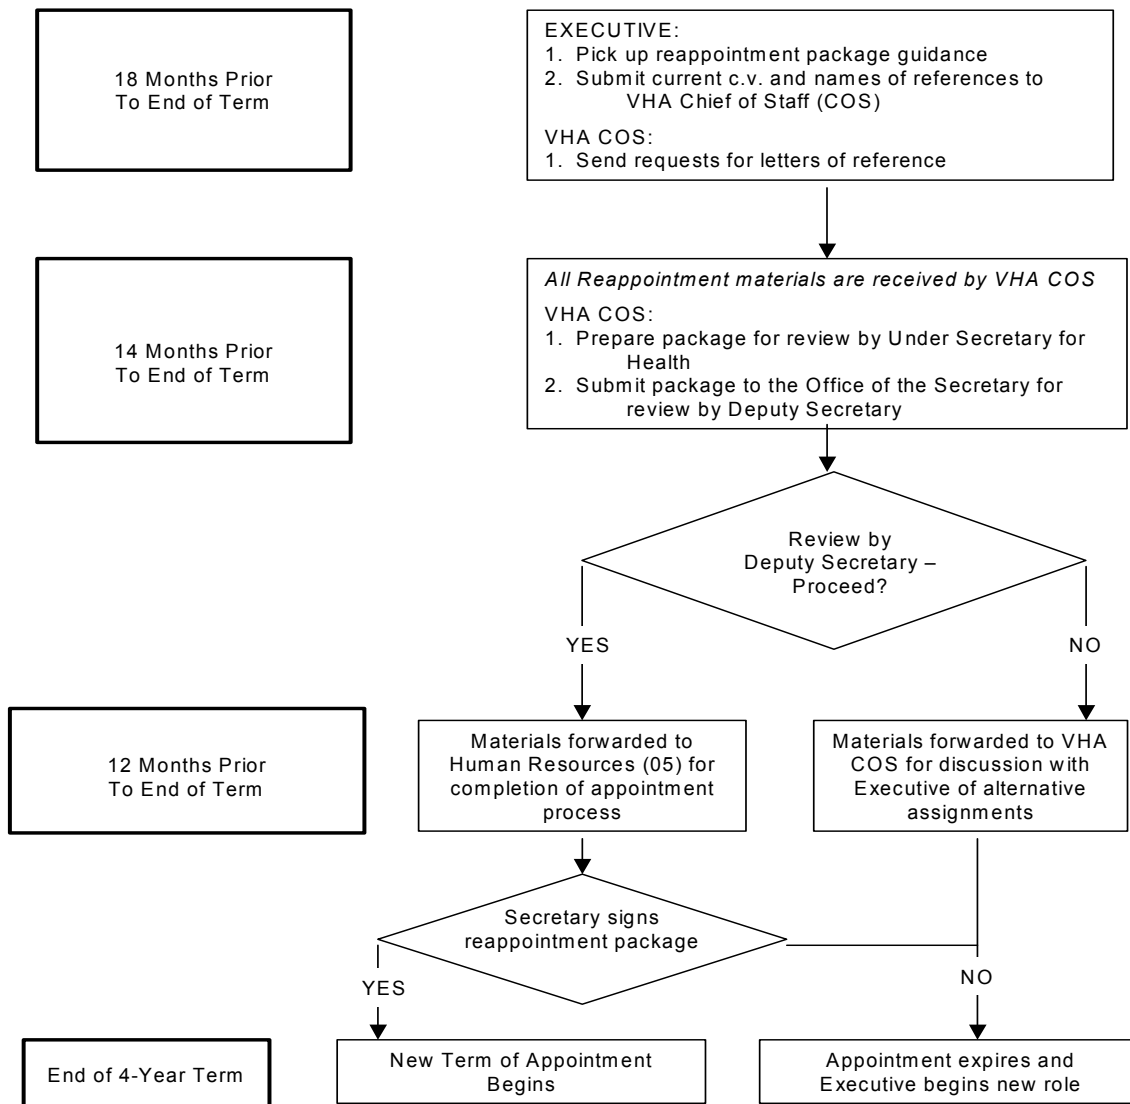 18 Months Prior
To End of Term
EXECUTIVE:
1. Pick up reappointment package guidance
2. Submit current c.v. and names of references to
VHA Chief of Staff (COS)
VHA COS:
1. Send requests for letters of reference
14 Months Prior
To End of Term
All Reappointment materials are received by VHA COS
VHA COS:
1. Prepare package for review by Under Secretary for
Health
2. Submit package to the Office of the Secretary for
review by Deputy Secretary
Review by
Deputy Secretary –
Proceed?
YES
NO
12 Months Prior
To End of Term
Materials forwarded to
Human Resources (05) for
completion of appointment
process
Materials forwarded to VHA
COS for discussion with
Executive of alternative
assignments
Secretary signs
reappointment package
YES
NO
End of 4-Year Term
New Term of Appointment
Begins
Appointment expires and
Executive begins new role